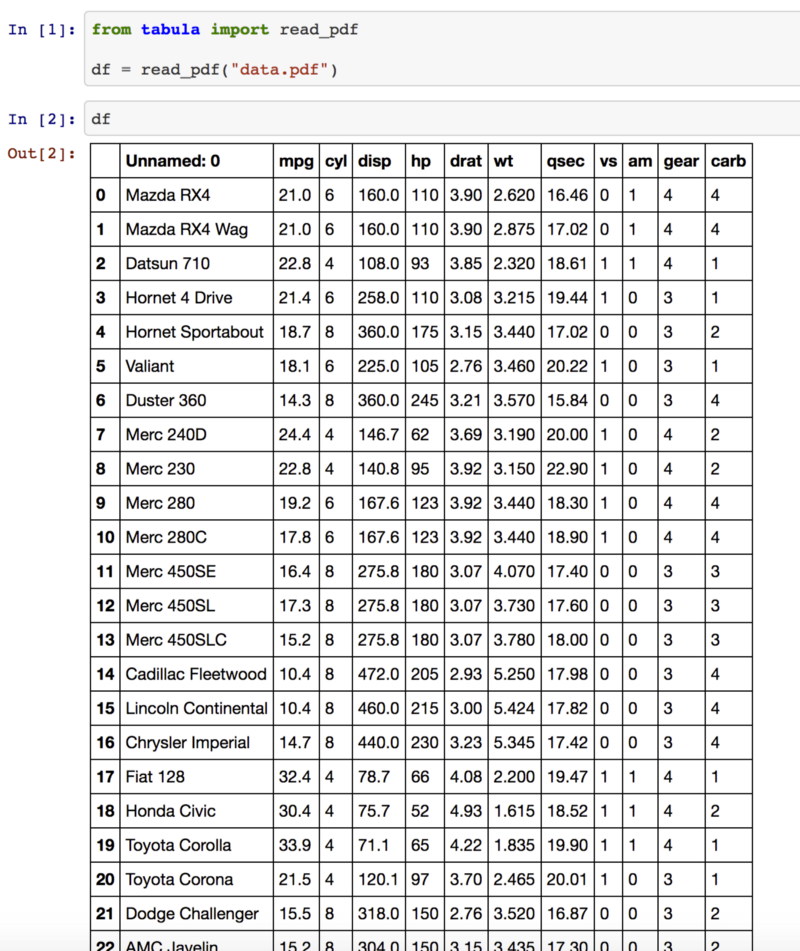 In [1]: from tabula import read_pdf
df = read_pdf("data.pdf")
In [2]: df
Out[2]:
Unnamed: 0 mpg cyl disp hp drat wt qsec vs am gear carb
0 Mazda RX4 21.0 6 160.0 110 3.90 2.620 16.46 0 1 4 4
1 Mazda RX4 Wag 21.0 6 160.0 110 3.90 2.875 17.02 0 1 4 4
2 Datsun 710 22.8 4 108.0 93 3.85 2.320 18.61 1 1 4 1
3 Hornet 4 Drive 21.4 6 258.0 110 3.08 3.215 19.44 1 0 3 1
4 Hornet Sportabout 18.7 8 360.0 175 3.15 3.440 17.02 0 0 3 2
5 Valiant 18.1 6 225.0 105 2.76 3.460 20.22 1 0 3 1
6 Duster 360 14.3 8 360.0 245 3.21 3.570 15.84 0 0 3 4
7 Merc 240D 24.4 4 146.7 62 3.69 3.190 20.00 1 0 4 2
8 Merc 230 22.8 4 140.8 95 3.92 3.150 22.90 1 0 4 2
9 Merc 280 19.2 6 167.6 123 3.92 3.440 18.30 1 0 4 4
10 Merc 280C 17.8 6 167.6 123 3.92 3.440 18.90 1 0 4 4
11 Merc 450SE 16.4 8 275.8 180 3.07 4.070 17.40 0 0 3 3
12 Merc 450SL 17.3 8 275.8 180 3.07 3.730 17.60 0 0 3 3
13 Merc 450SLC 15.2 8 275.8 180 3.07 3.780 18.00 0 0 3 3
14 Cadillac Fleetwood 10.4 8 472.0 205 2.93 5.250 17.98 0 0 3 4
15 Lincoln Continental 10.4 8 460.0 215 3.00 5.424 17.82 0 0 3 4
16 Chrysler Imperial 14.7 8 440.0 230 3.23 5.345 17.42 0 0 3 4
17 Fiat 128 32.4 4 78.7 66 4.08 2.200 19.47 1 1 4 1
18 Honda Civic 30.4 4 75.7 52 4.93 1.615 18.52 1 1 4 2
19 Toyota Corolla 33.9 4 71.1 65 4.22 1.835 19.90 1 1 4 1
20 Toyota Corona 21.5 4 120.1 97 3.70 2.465 20.01 1 0 3 1
21 Dodge Challenger 15.5 8 318.0 150 2.76 3.520 16.87 0 0 3 2
22 AMC Javelin 15.2 8 304.0 150 3.15 3.435 17.30 0 0 3 2